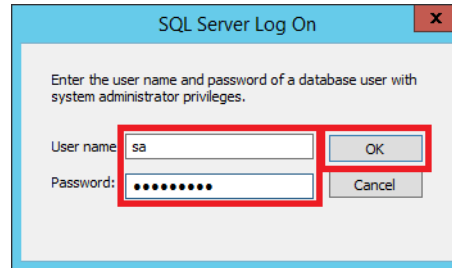 SQL Server Log On
x
Enter the user name and password of a database user with
system administrator privileges.
User name sa OK
Password: ●●●●●●●●● Cancel